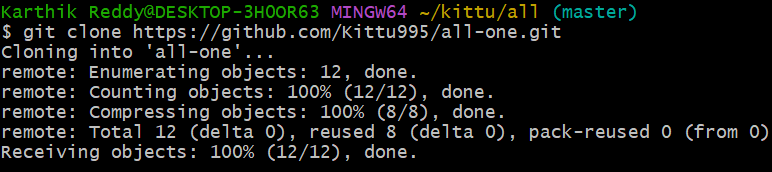 Karthik Reddy@DESKTOP-3HOOR63 MINGW64 ~/kittu/all (master)
$ git clone https://github.com/Kittu995/all-one.git
Cloning into 'all-one'...
remote: Enumerating objects: 12, done.
remote: Counting objects: 100% (12/12), done.
remote: Compressing objects: 100% (8/8), done.
remote: Total 12 (delta 0), reused 8 (delta 0), pack-reused 0 (from 0)
Receiving objects: 100% (12/12), done.